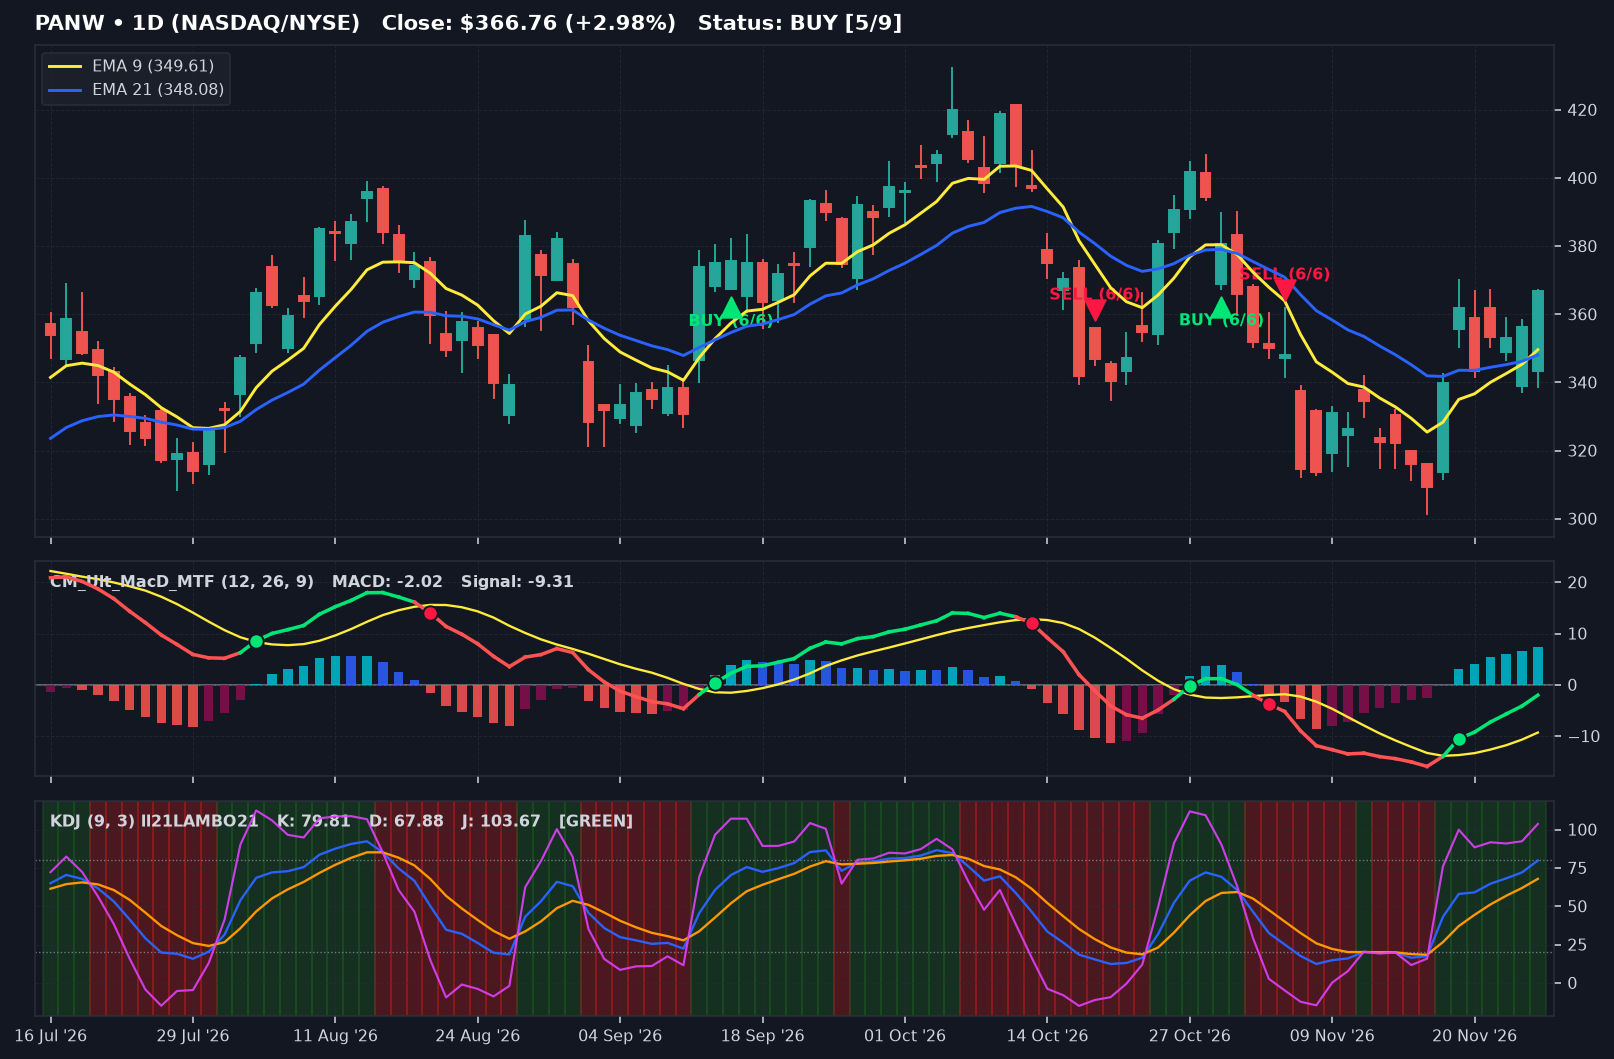 PANW • 1D (NASDAQ/NYSE)   Close: $366.76 (+2.98%)   Status: BUY [5/9]
EMA 9 (349.61)
EMA 21 (348.08)
420
400
380
360
340
320
300
BUY (6/6)
SELL (6/6)
BUY (6/6)
SELL (6/6)
CM_Ult_MacD_MTF (12, 26, 9)   MACD: -2.02   Signal: -9.31
20
10
0
−10
KDJ (9, 3) II21LAMBO21   K: 79.81   D: 67.88   J: 103.67   [GREEN]
100
75
50
25
0
16 Jul '26
29 Jul '26
11 Aug '26
24 Aug '26
04 Sep '26
18 Sep '26
01 Oct '26
14 Oct '26
27 Oct '26
09 Nov '26
20 Nov '26